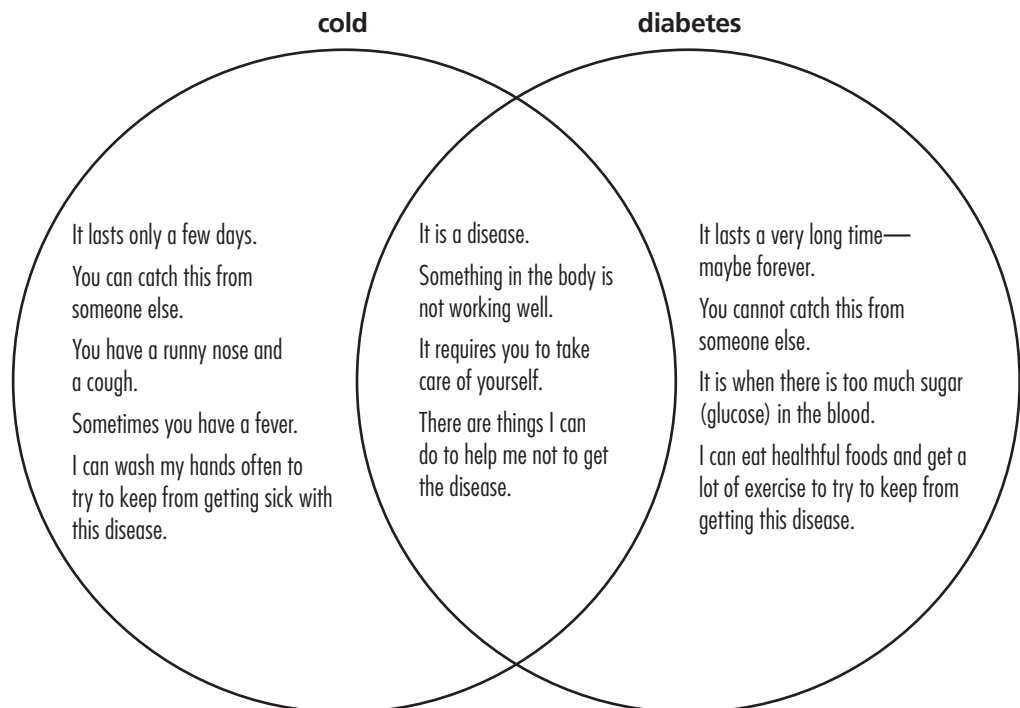 cold
diabetes
It lasts only a few days.
You can catch this from
someone else.
You have a runny nose and
a cough.
Sometimes you have a fever.
I can wash my hands often to
try to keep from getting sick with
this disease.
It is a disease.
Something in the body is
not working well.
It requires you to take
care of yourself.
There are things I can
do to help me not to get
the disease.
It lasts a very long time—
maybe forever.
You cannot catch this from
someone else.
It is when there is too much sugar
(glucose) in the blood.
I can eat healthful foods and get a
lot of exercise to try to keep from
getting this disease.